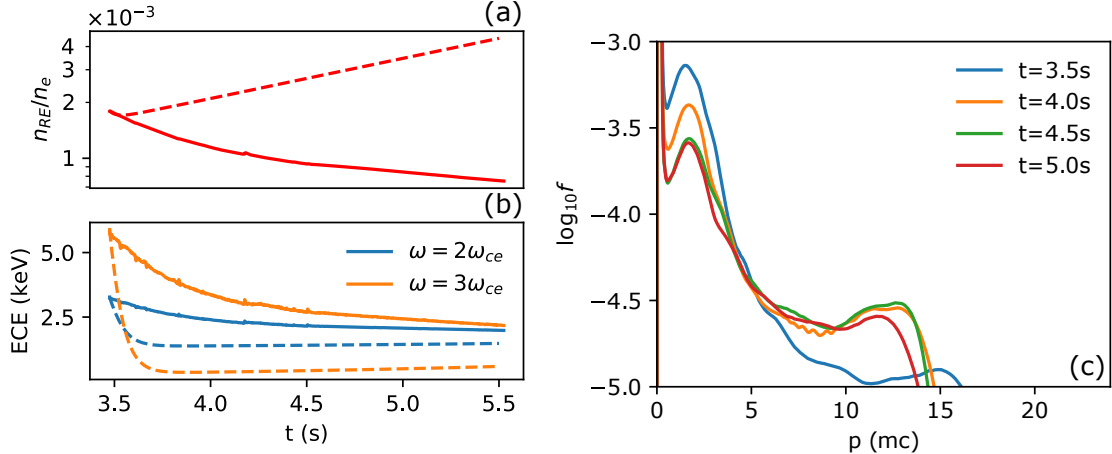 ×10⁻³
(a)
4
3
2
1
n_RE/n_e
(b)
5.0
2.5
ECE (keV)
ω = 2ω_ce
ω = 3ω_ce
3.5 4.0 4.5 5.0 5.5
t (s)
−3.0
−3.5
−4.0
−4.5
−5.0
log₁₀f
t=3.5s
t=4.0s
t=4.5s
t=5.0s
(c)
0 5 10 15 20
p (mc)